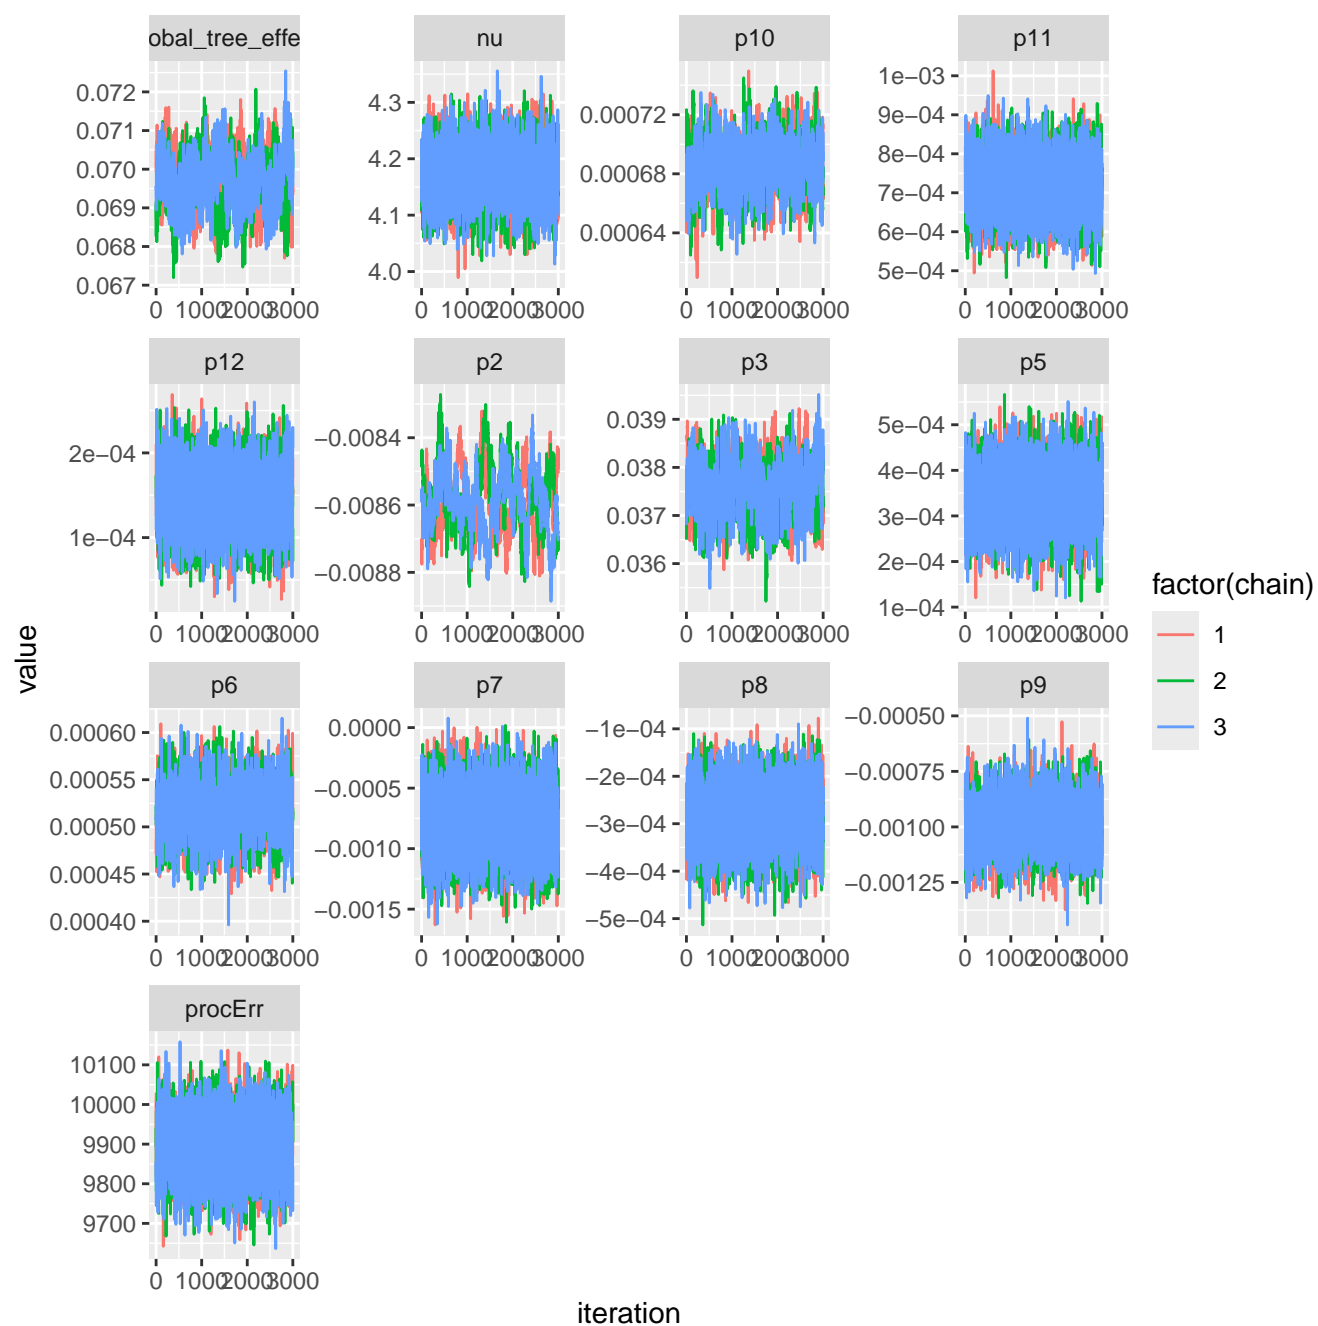 obal_tree_effe nu p10 p11
0.072
0.071
0.070
0.069
0.068
0.067
4.3
4.2
4.1
4.0
0.00072
0.00068
0.00064
1e−03
9e−04
8e−04
7e−04
6e−04
5e−04
0 1000 2000 3000 0 1000 2000 3000 0 1000 2000 3000 0 1000 2000 3000
p12 p2 p3 p5
2e−04
1e−04
−0.0084
−0.0086
−0.0088
0.039
0.038
0.037
0.036
5e−04
4e−04
3e−04
2e−04
1e−04
0 1000 2000 3000 0 1000 2000 3000 0 1000 2000 3000 0 1000 2000 3000
p6 p7 p8 p9
0.00060
0.00055
0.00050
0.00045
0.00040
0.0000
−0.0005
−0.0010
−0.0015
−1e−04
−2e−04
−3e−04
−4e−04
−5e−04
−0.00050
−0.00075
−0.00100
−0.00125
0 1000 2000 3000 0 1000 2000 3000 0 1000 2000 3000 0 1000 2000 3000
procErr
10100
10000
9900
9800
9700
0 1000 2000 3000
value
iteration
factor(chain)
1
2
3